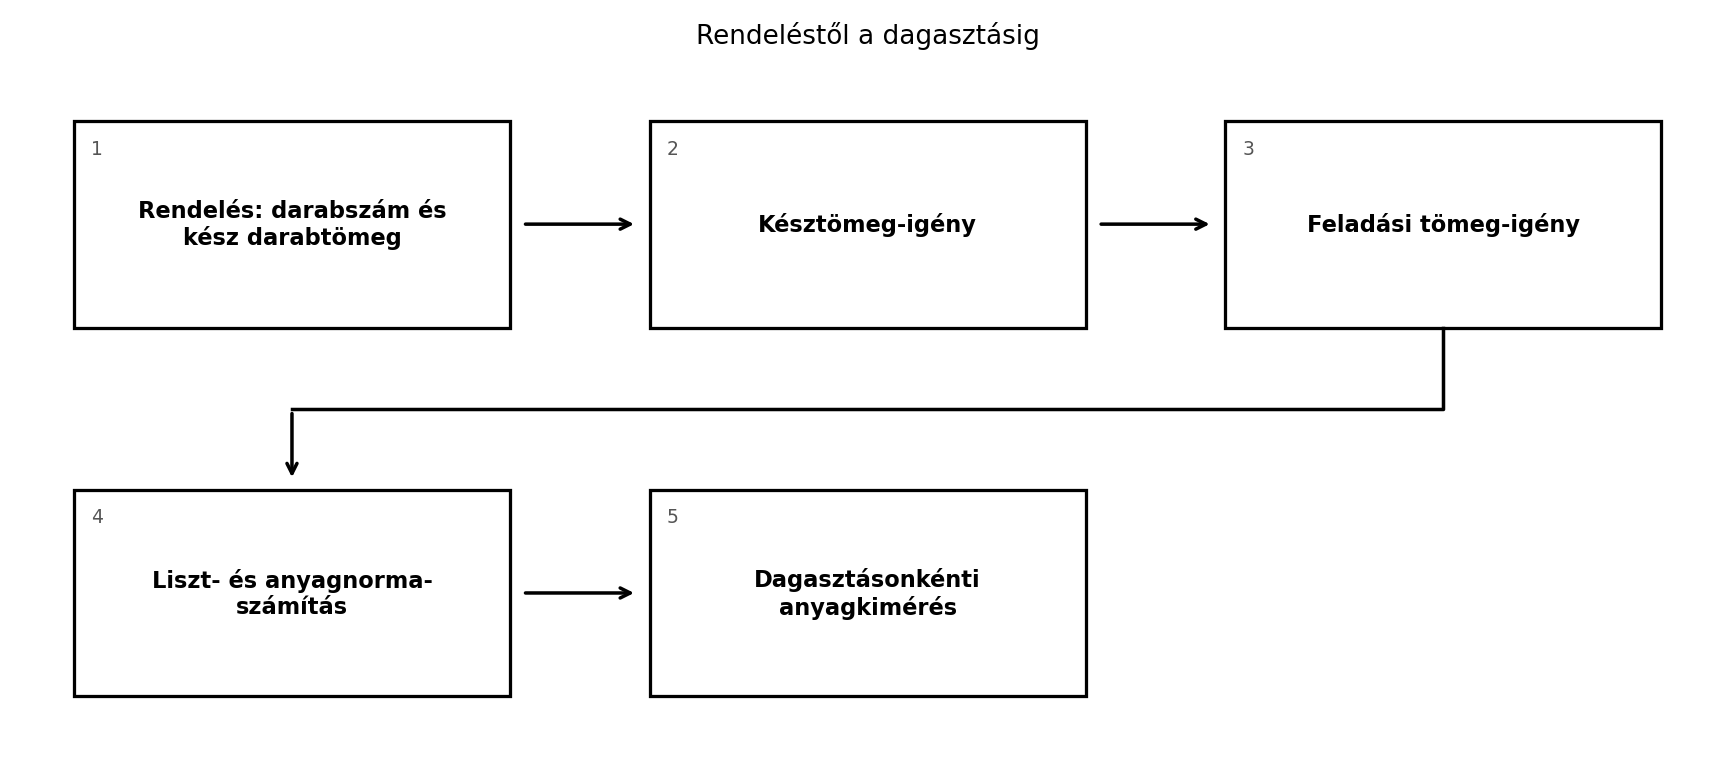 Rendeléstől a dagasztásig
1
Rendelés: darabszám és
kész darabtömeg
2
Késztömeg-igény
3
Feladási tömeg-igény
4
Liszt- és anyagnorma-
számítás
5
Dagasztásonkénti
anyagkimérés